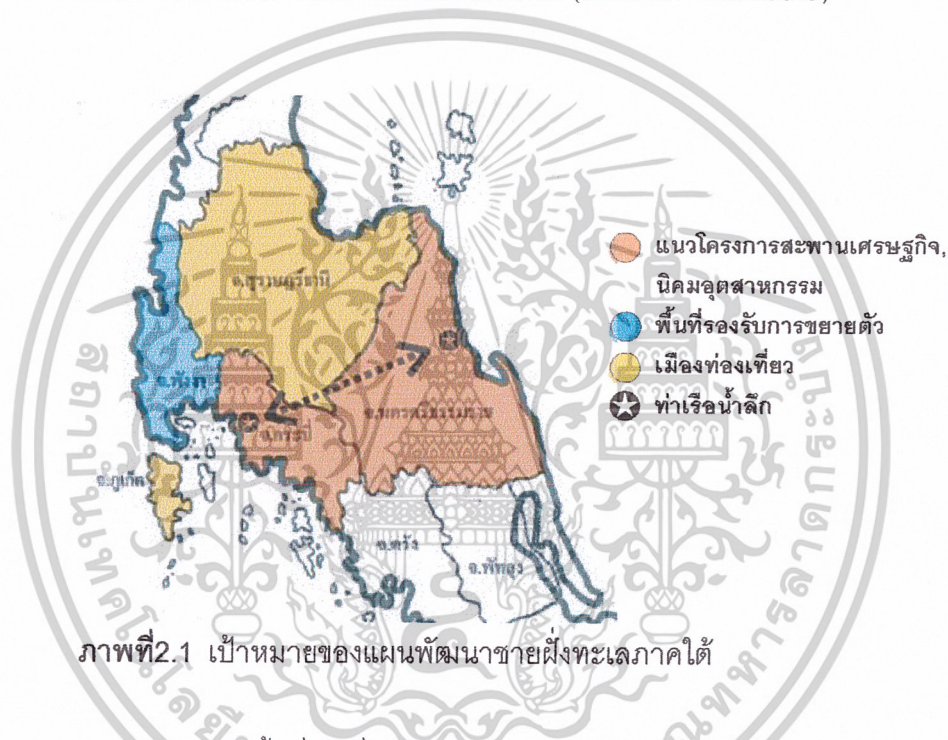 จ.สุราษฎร์ธานี
จ.พังงา
จ.กระบี่
จ.นครศรีธรรมราช
จ.ภูเก็ต
จ.ตรัง
จ.พัทลุง
แนวโครงการสะพานเศรษฐกิจ,
นิคมอุตสาหกรรม
พื้นที่รองรับการขยายตัว
เมืองท่องเที่ยว
ท่าเรือน้ำลึก
ภาพที่2.1 เป้าหมายของแผนพัฒนาชายฝั่งทะเลภาคใต้